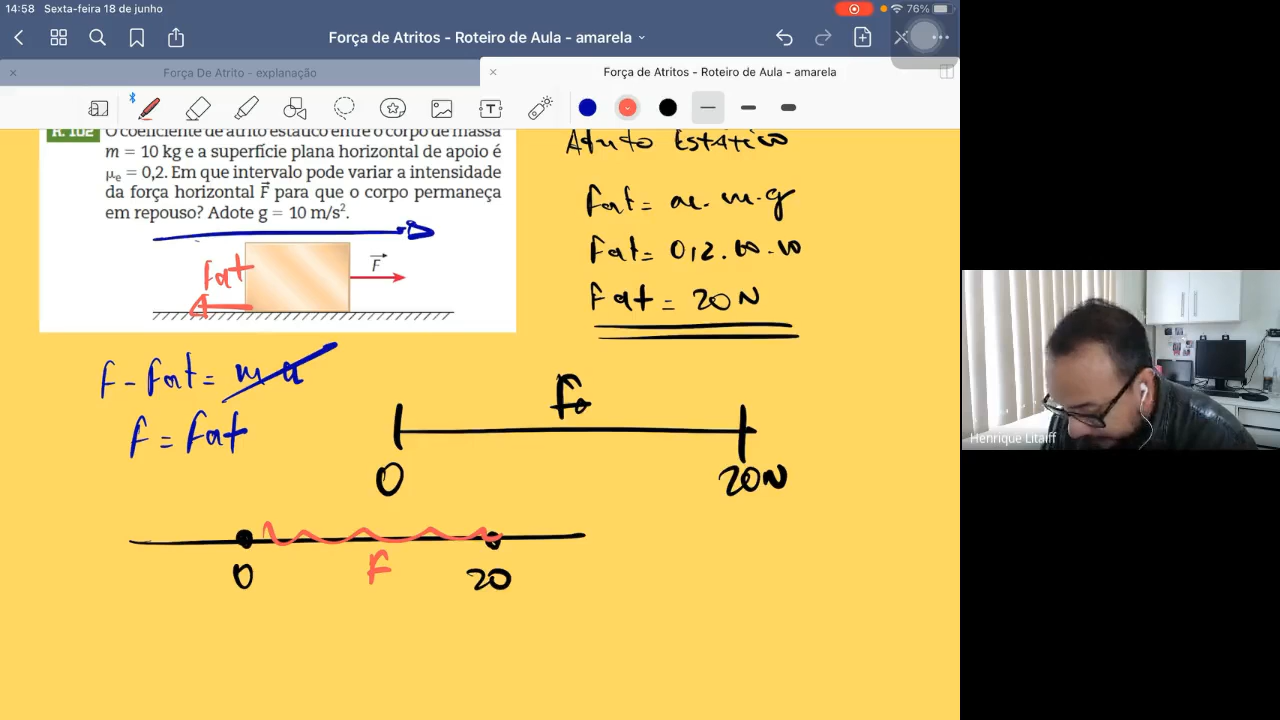 14:58 Sexta-feira 18 de junho
76%
Força de Atritos - Roteiro de Aula - amarela
Força De Atrito - explanação
Força de Atritos - Roteiro de Aula - amarela
R. 102 O coeficiente de atrito estático entre o corpo de massa
m = 10 kg e a superfície plana horizontal de apoio é
μe = 0,2. Em que intervalo pode variar a intensidade
da força horizontal F para que o corpo permaneça
em repouso? Adote g = 10 m/s².
Fat
F
Atrito Estático
Fat = μ. m. g
Fat = 0,2. 10. 10
Fat = 20 N
F - Fat = m a
F = Fat
F
0
20N
0
F
20
Henrique Litaiff